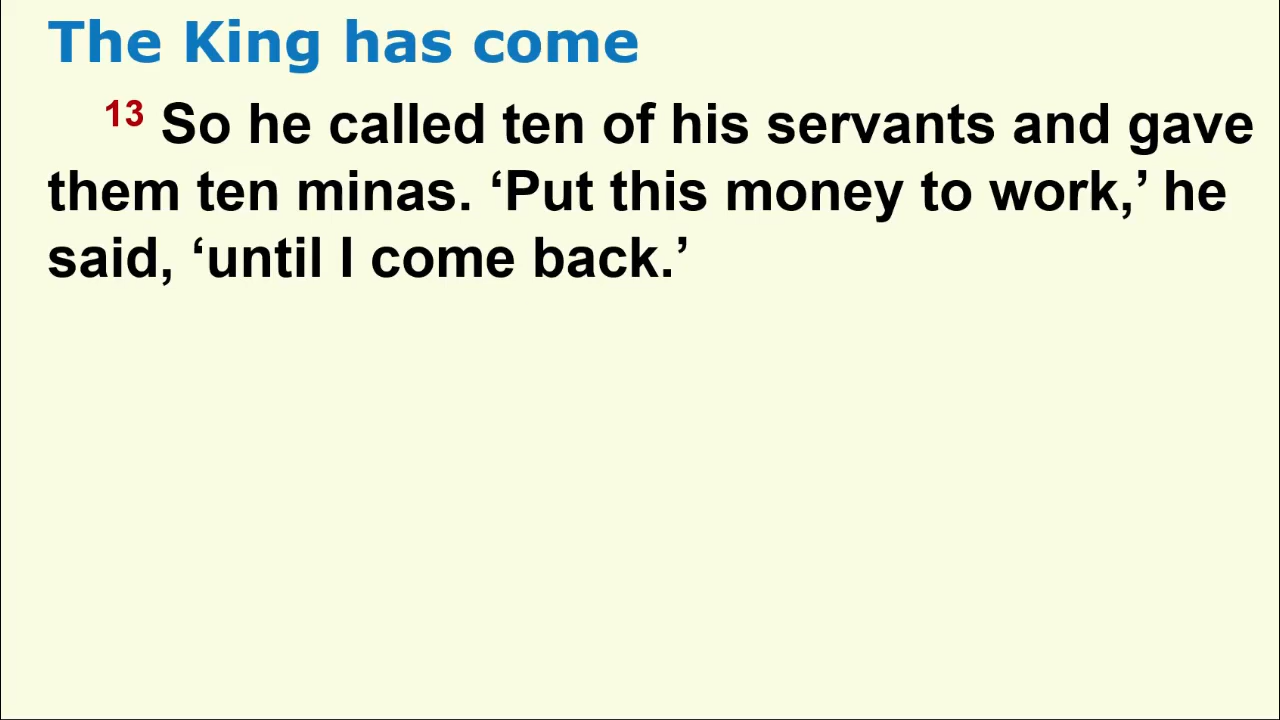 The King has come
13 So he called ten of his servants and gave
them ten minas. ‘Put this money to work,’ he
said, ‘until I come back.’